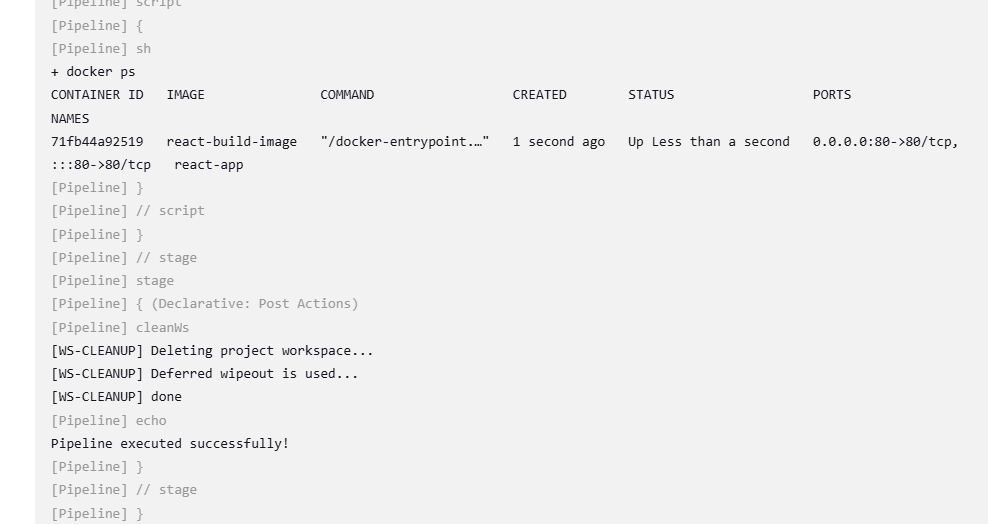 [Pipeline] script
[Pipeline] {
[Pipeline] sh
+ docker ps
CONTAINER ID   IMAGE               COMMAND                  CREATED        STATUS                  PORTS
NAMES
71fb44a92519   react-build-image   "/docker-entrypoint.…"   1 second ago   Up Less than a second   0.0.0.0:80->80/tcp,
:::80->80/tcp   react-app
[Pipeline] }
[Pipeline] // script
[Pipeline] }
[Pipeline] // stage
[Pipeline] stage
[Pipeline] { (Declarative: Post Actions)
[Pipeline] cleanWs
[WS-CLEANUP] Deleting project workspace...
[WS-CLEANUP] Deferred wipeout is used...
[WS-CLEANUP] done
[Pipeline] echo
Pipeline executed successfully!
[Pipeline] }
[Pipeline] // stage
[Pipeline] }